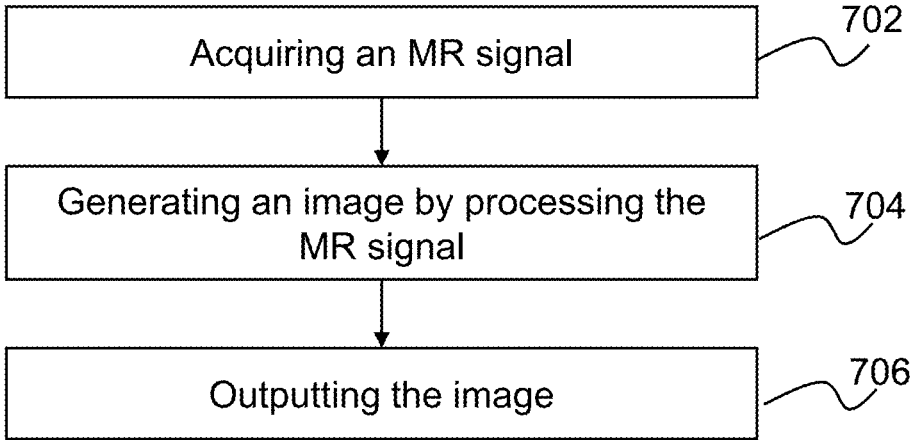 702
Acquiring an MR signal
Generating an image by processing the
MR signal
704
Outputting the image
706